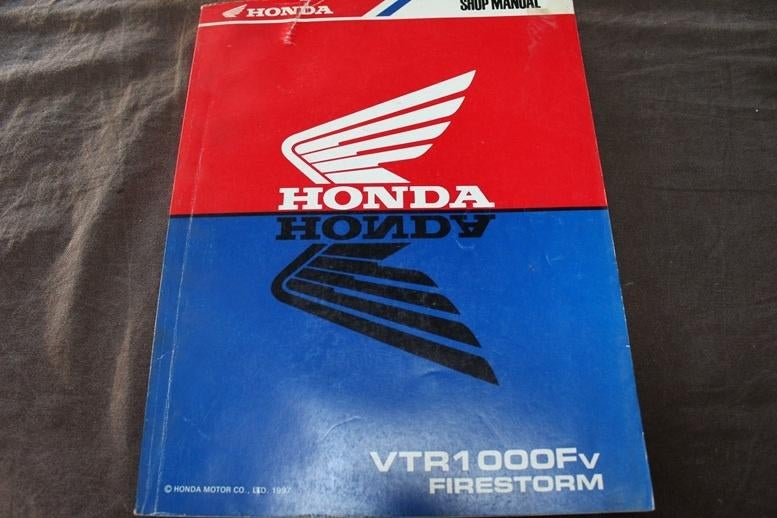 HONDA
SHOP MANUAL
HONDA
HONDA
VTR1000FV
FIRESTORM
© HONDA MOTOR CO., LTD. 1997